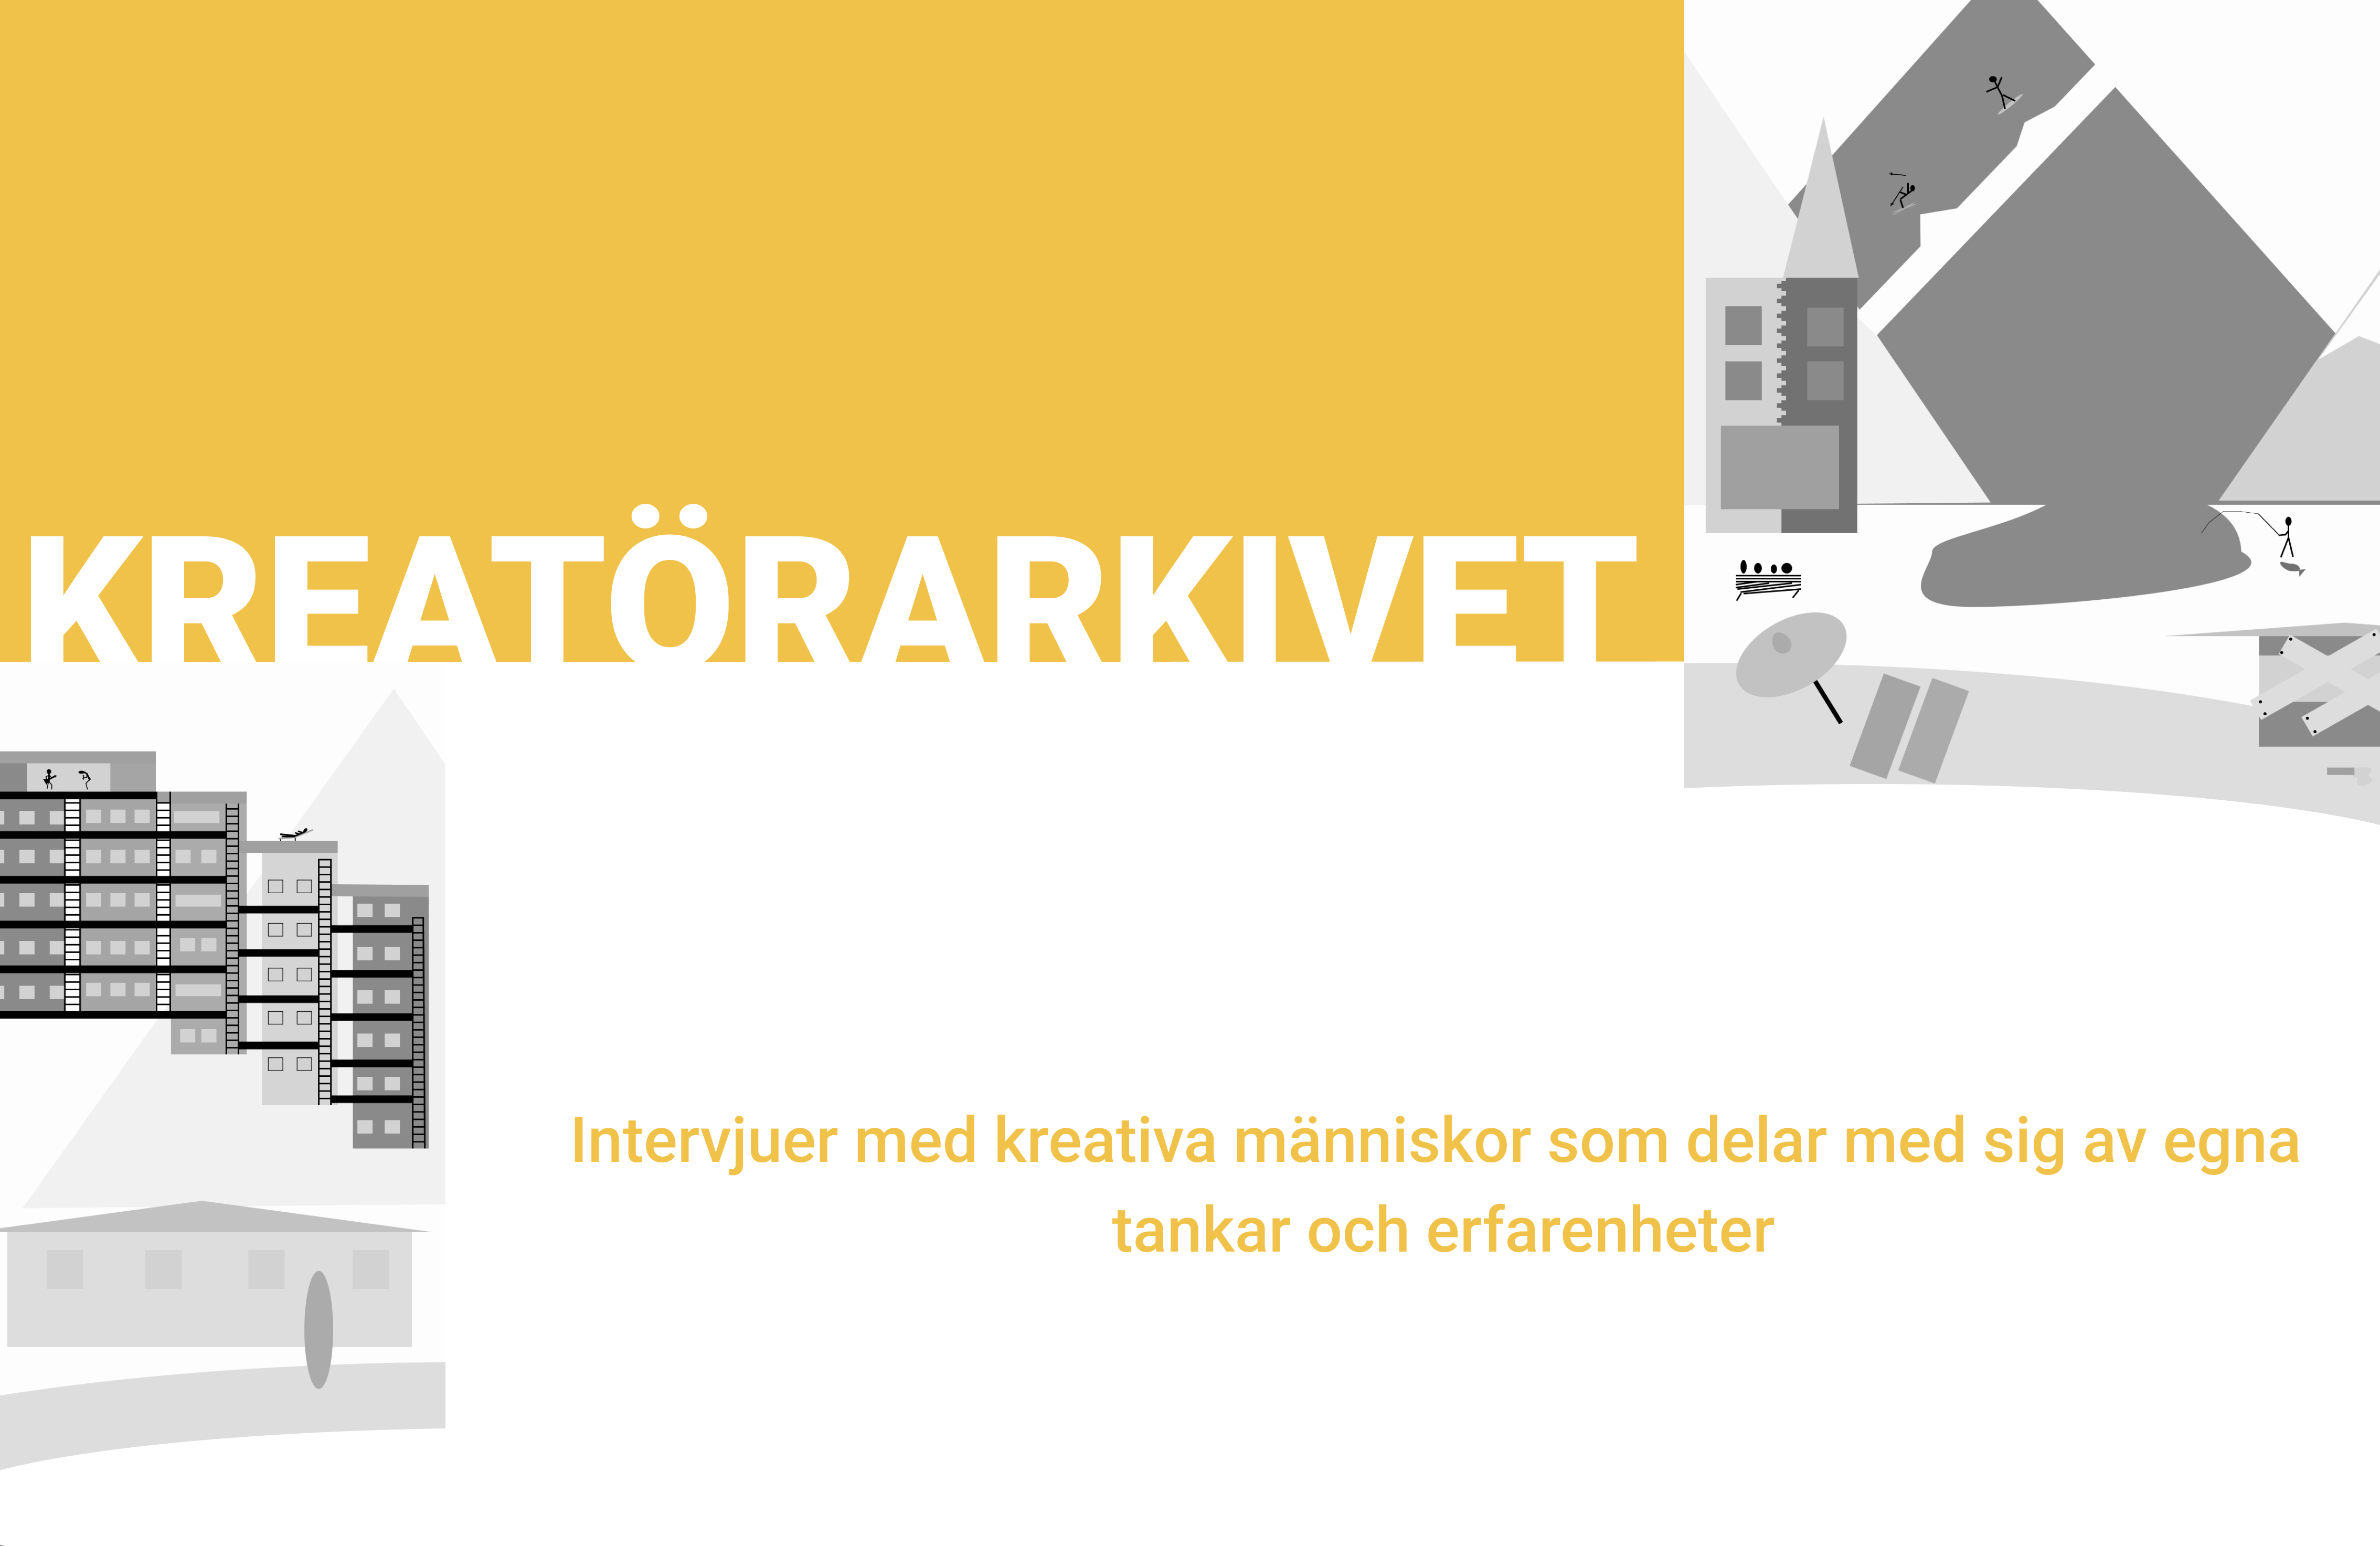 KREATÖRARKIVET
Intervjuer med kreativa människor som delar med sig av egna
tankar och erfarenheter